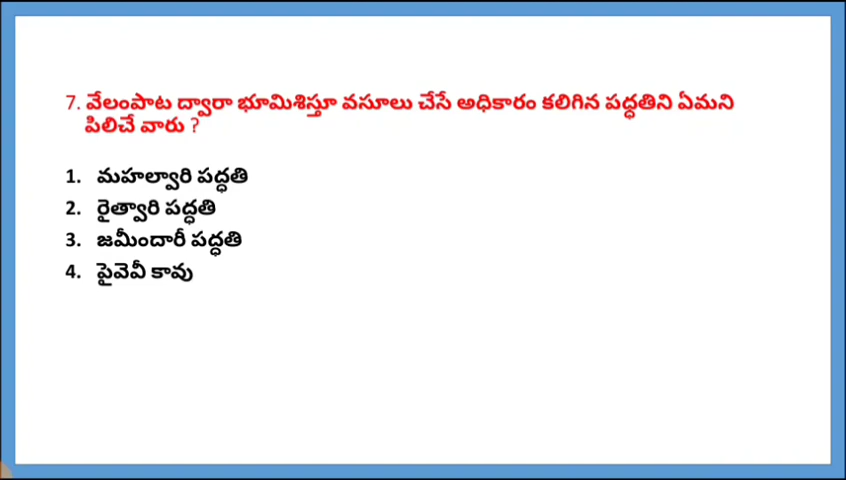 7. వేలంపాట ద్వారా భూమిశిస్తూ వసూలు చేసే అధికారం కలిగిన పద్ధతిని ఏమని
పిలిచే వారు ?
1. మహల్వారి పద్ధతి
2. రైత్వారి పద్ధతి
3. జమీందారీ పద్ధతి
4. పైవేవీ కావు